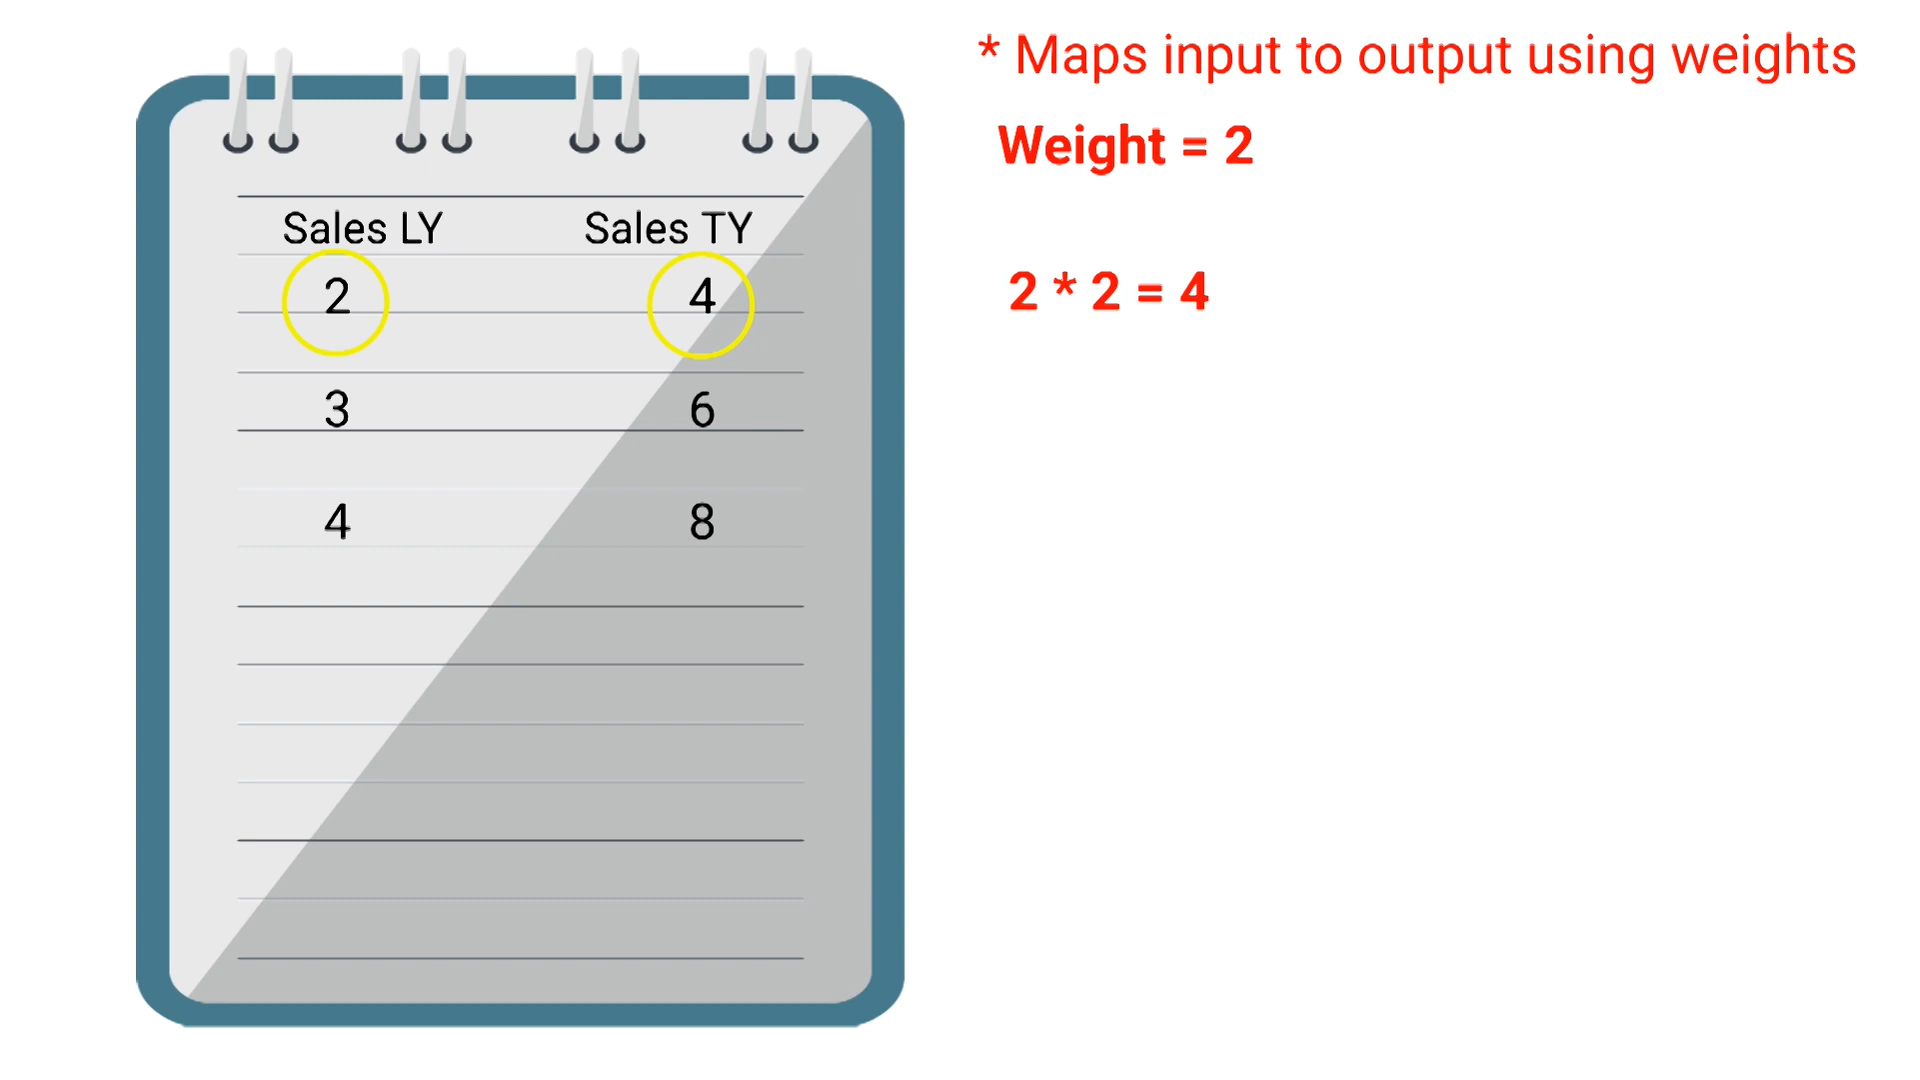 * Maps input to output using weights
Weight = 2
Sales LY Sales TY
2 4
2 * 2 = 4
3 6
4 8